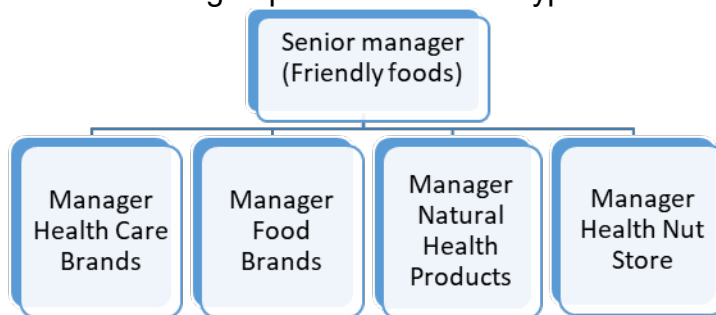 Senior manager
(Friendly foods)
Manager
Health Care
Brands
Manager
Food
Brands
Manager
Natural
Health
Products
Manager
Health Nut
Store